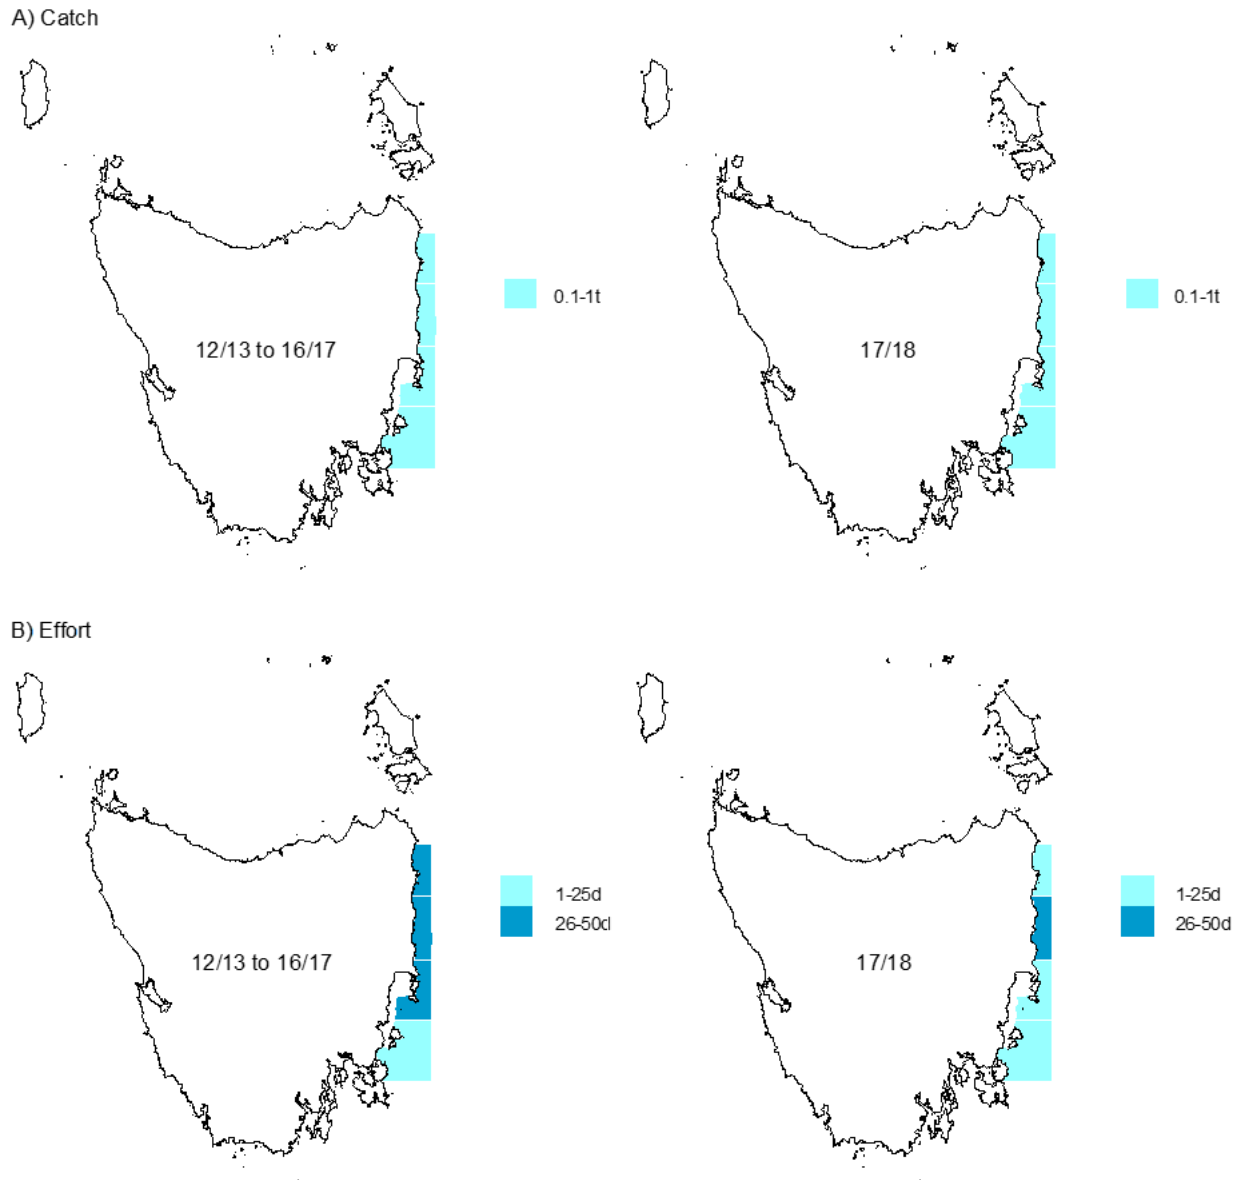 A) Catch
0.1-1t
0.1-1t
12/13 to 16/17
17/18
B) Effort
1-25d
26-50d
1-25d
26-50d
12/13 to 16/17
17/18